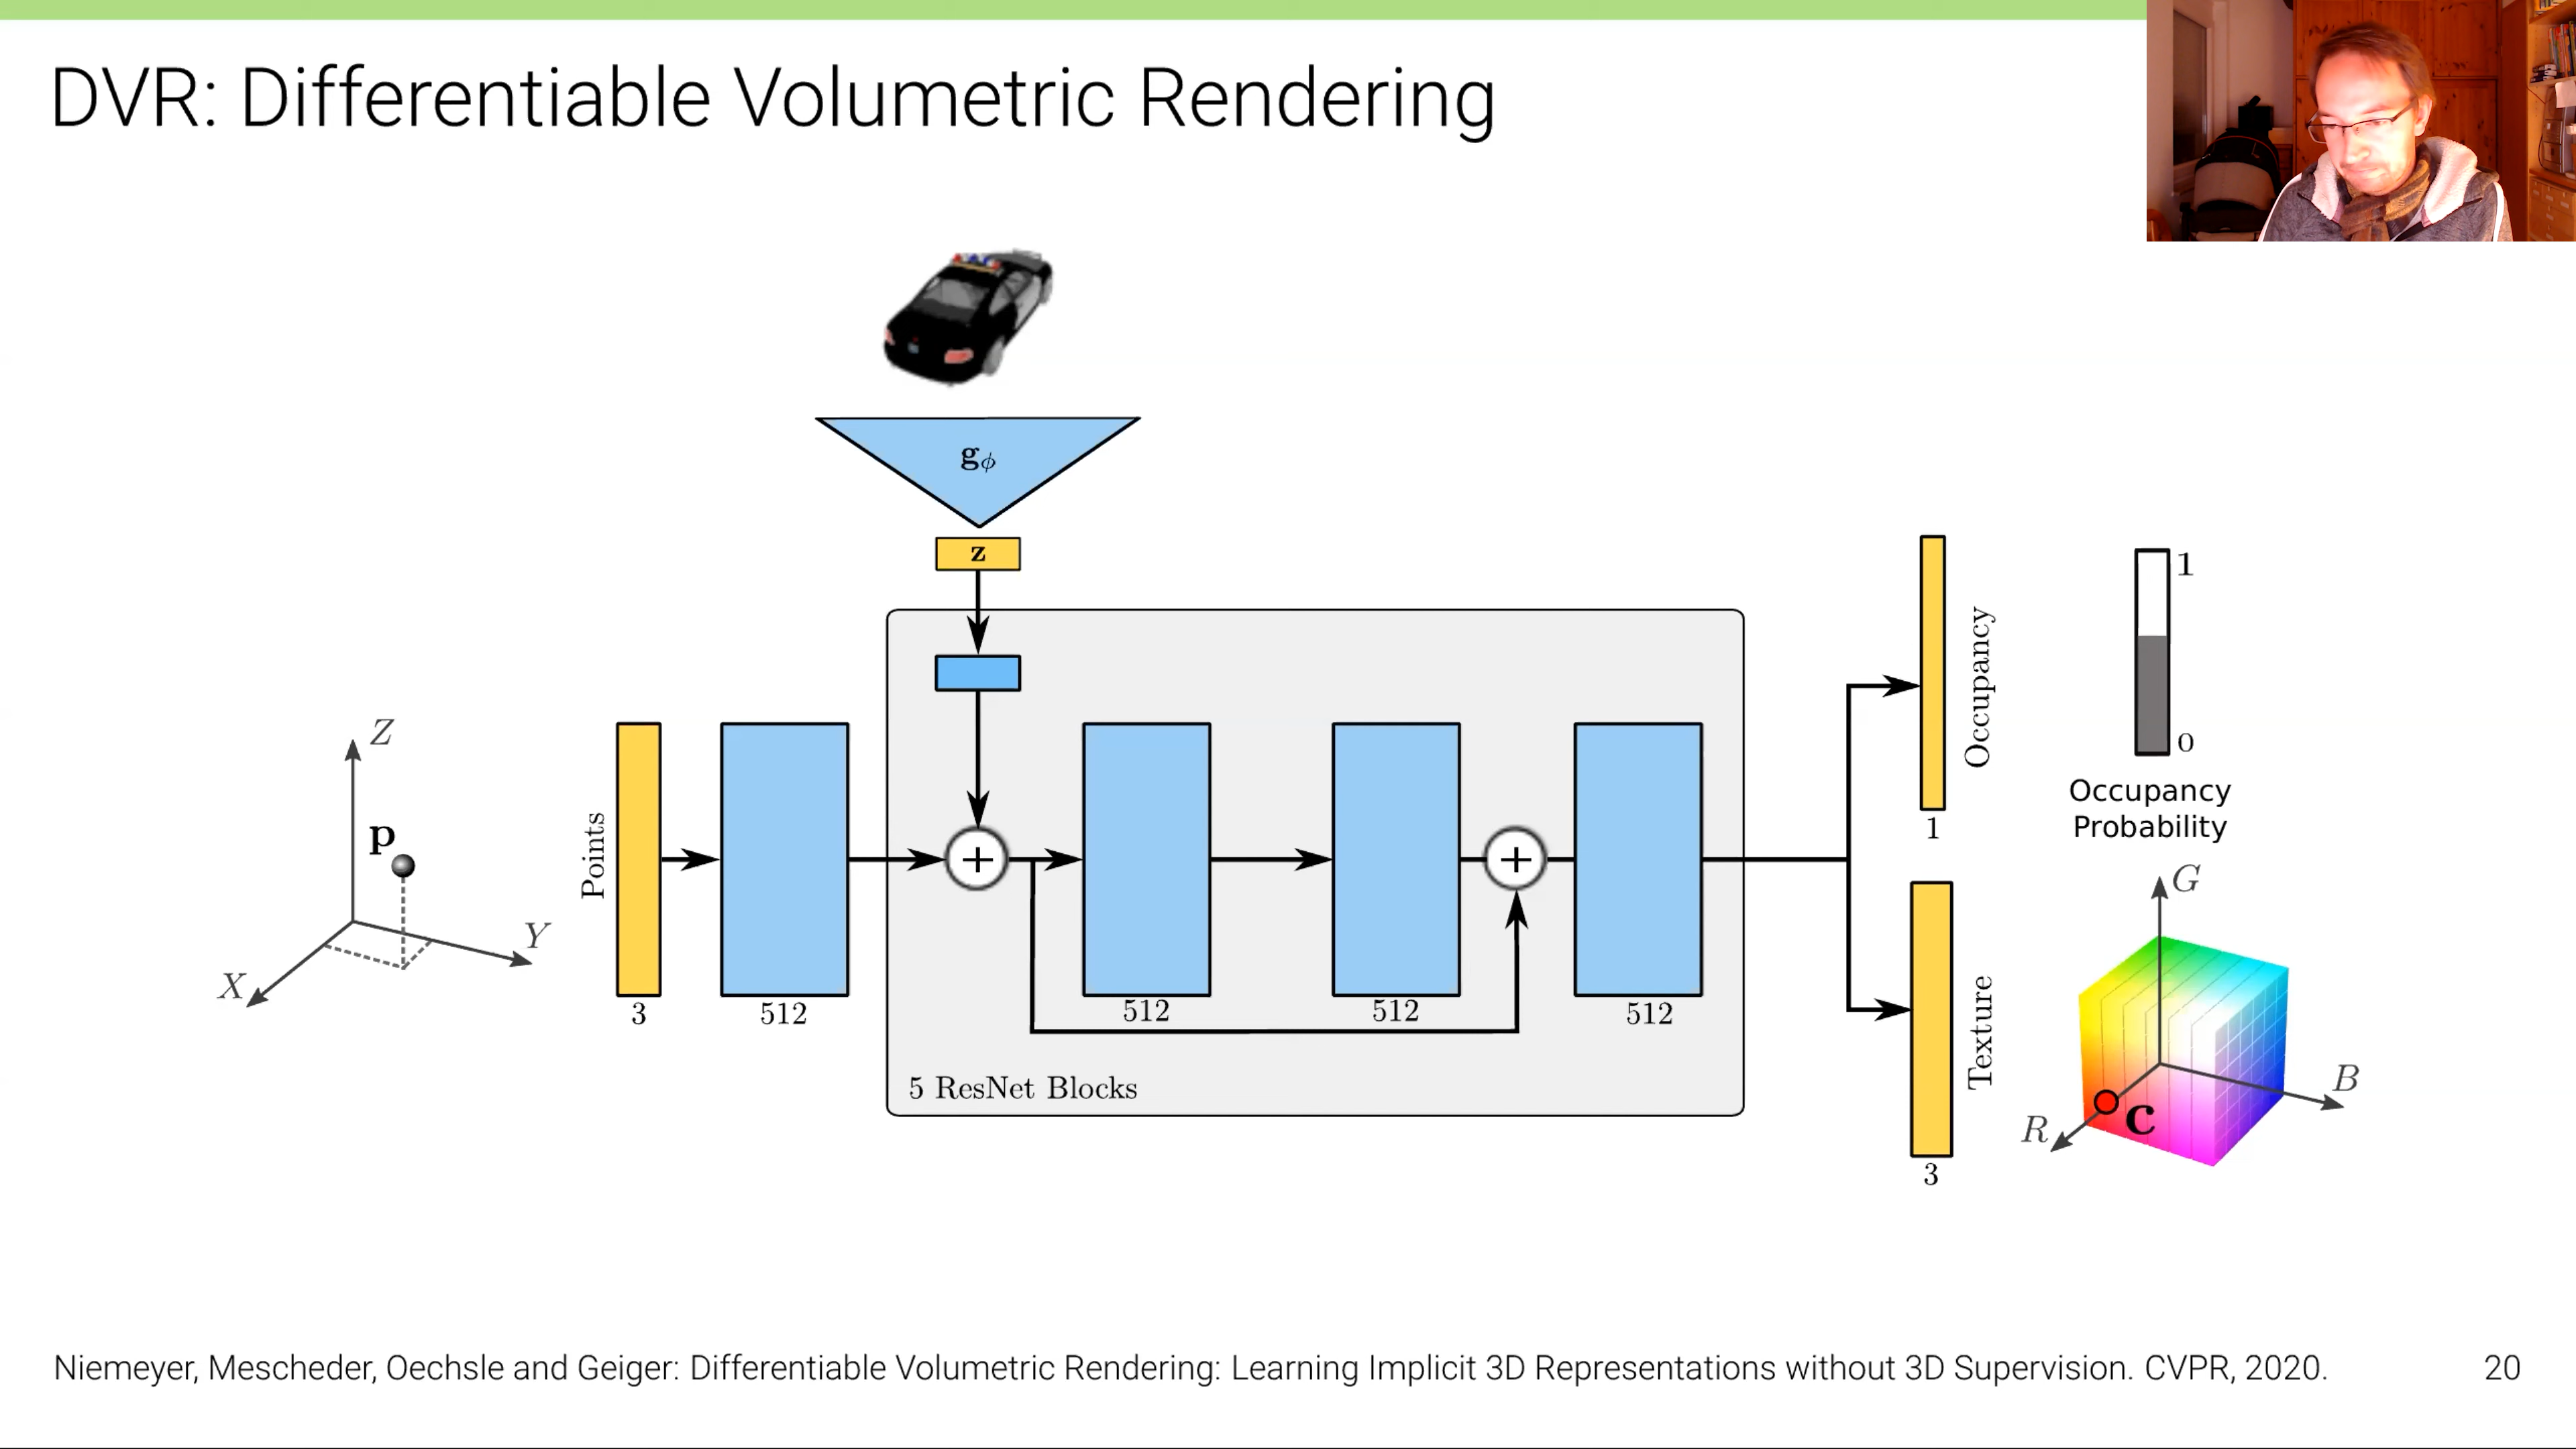 DVR: Differentiable Volumetric Rendering
g_ϕ
z
Z
p
Y
X
Points
3
512
512
512
512
5 ResNet Blocks
Occupancy
1
1
0
Occupancy
Probability
Texture
3
G
B
R
c
Niemeyer, Mescheder, Oechsle and Geiger: Differentiable Volumetric Rendering: Learning Implicit 3D Representations without 3D Supervision. CVPR, 2020.
20